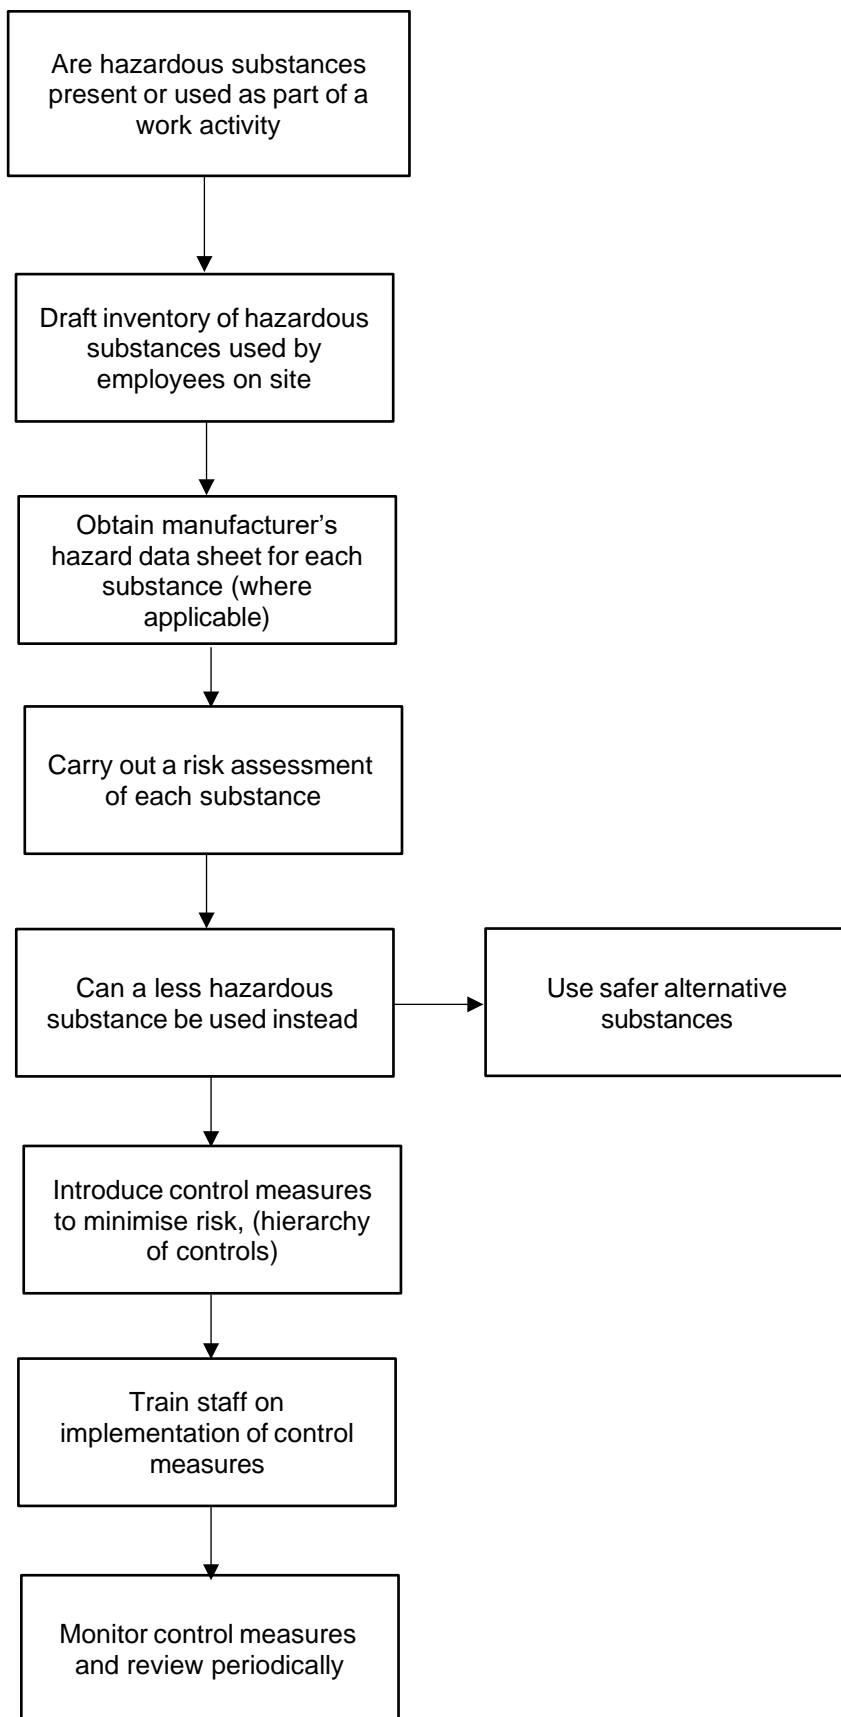 Are hazardous substances
present or used as part of a
work activity
Draft inventory of hazardous
substances used by
employees on site
Obtain manufacturer’s
hazard data sheet for each
substance (where
applicable)
Carry out a risk assessment
of each substance
Can a less hazardous
substance be used instead
Use safer alternative
substances
Introduce control measures
to minimise risk, (hierarchy
of controls)
Train staff on
implementation of control
measures
Monitor control measures
and review periodically